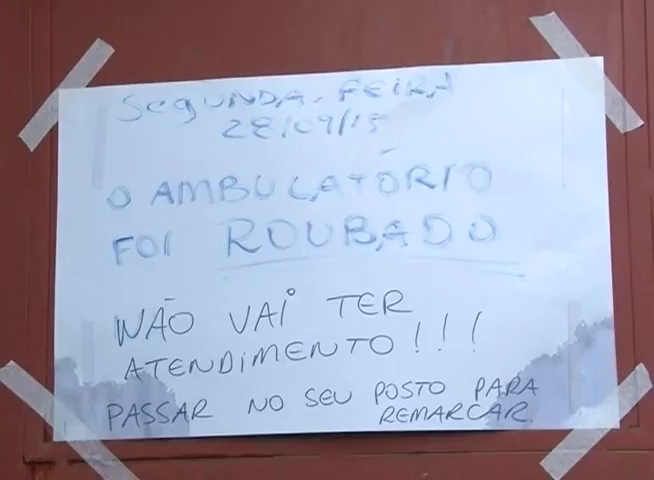 SEGUNDA-FEIRA
28/09/15
O AMBULATÓRIO
FOI ROUBADO
NÃO VAI TER
ATENDIMENTO!!!
PASSAR NO SEU POSTO PARA
REMARCAR.